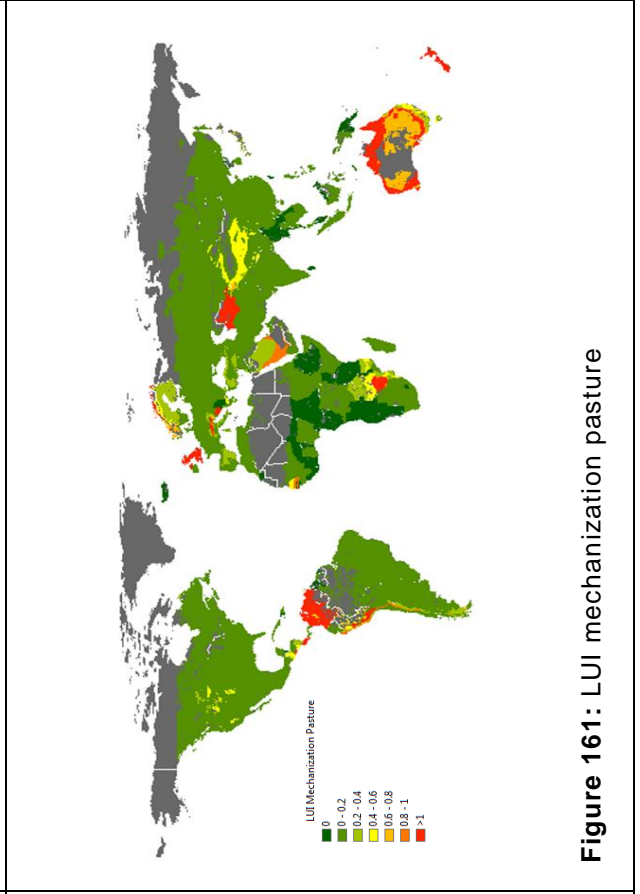 LUI Mechanization Pasture
0
0 - 0.2
0.2 - 0.4
0.4 - 0.6
0.6 - 0.8
0.8 - 1
>1
Figure 161: LUI mechanization pasture